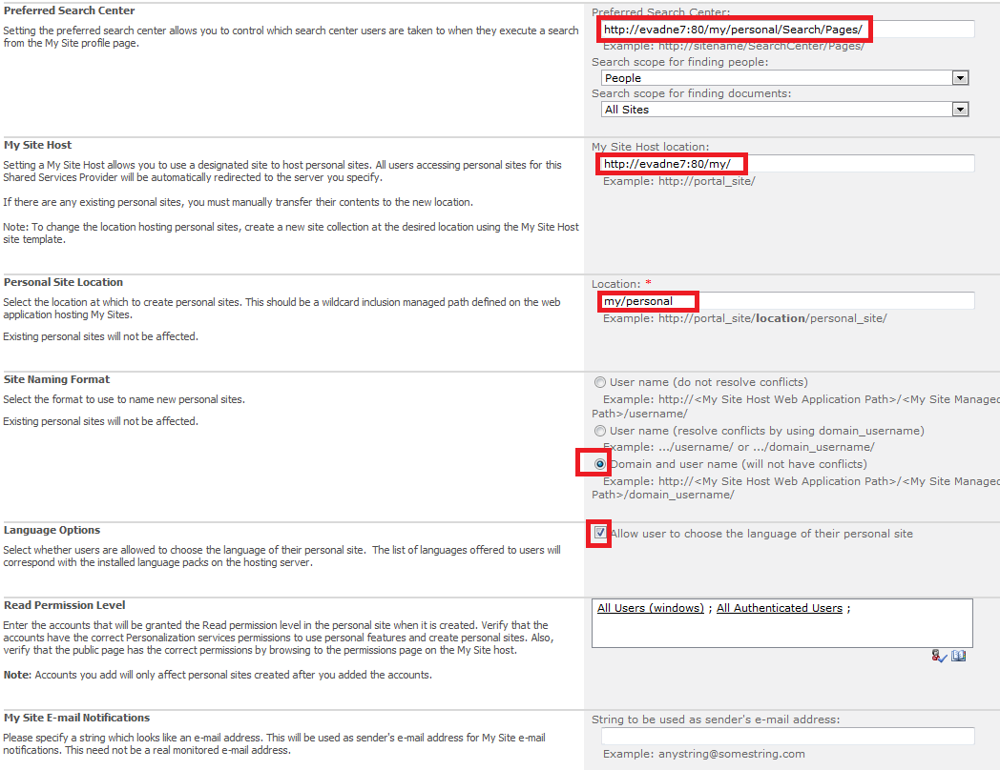 Preferred Search Center
Setting the preferred search center allows you to control which search center users are taken to when they execute a search
from the My Site profile page.
Preferred Search Center:
http://evadne7:80/my/personal/Search/Pages/
Example: http://sitename/SearchCenter/Pages/
Search scope for finding people:
People
Search scope for finding documents:
All Sites
My Site Host
Setting a My Site Host allows you to use a designated site to host personal sites. All users accessing personal sites for this
Shared Services Provider will be automatically redirected to the server you specify.
If there are any existing personal sites, you must manually transfer their contents to the new location.
Note: To change the location hosting personal sites, create a new site collection at the desired location using the My Site Host
site template.
My Site Host location:
http://evadne7:80/my/
Example: http://portal_site/
Personal Site Location
Select the location at which to create personal sites. This should be a wildcard inclusion managed path defined on the web
application hosting My Sites.
Existing personal sites will not be affected.
Location: *
my/personal
Example: http://portal_site/location/personal_site/
Site Naming Format
Select the format to use to name new personal sites.
Existing personal sites will not be affected.
User name (do not resolve conflicts)
Example: http://<My Site Host Web Application Path>/<My Site Managed
Path>/username/
User name (resolve conflicts by using domain_username)
Example: .../username/ or .../domain_username/
Domain and user name (will not have conflicts)
Example: http://<My Site Host Web Application Path>/<My Site Managed
Path>/domain_username/
Language Options
Select whether users are allowed to choose the language of their personal site. The list of languages offered to users will
correspond with the installed language packs on the hosting server.
Allow user to choose the language of their personal site
Read Permission Level
Enter the accounts that will be granted the Read permission level in the personal site when it is created. Verify that the
accounts have the correct Personalization services permissions to use personal features and create personal sites. Also,
verify that the public page has the correct permissions by browsing to the permissions page on the My Site host.
Note: Accounts you add will only affect personal sites created after you added the accounts.
All Users (windows) ; All Authenticated Users ;
My Site E-mail Notifications
Please specify a string which looks like an e-mail address. This will be used as sender's e-mail address for My Site e-mail
notifications. This need not be a real monitored e-mail address.
String to be used as sender's e-mail address:
Example: anystring@somestring.com